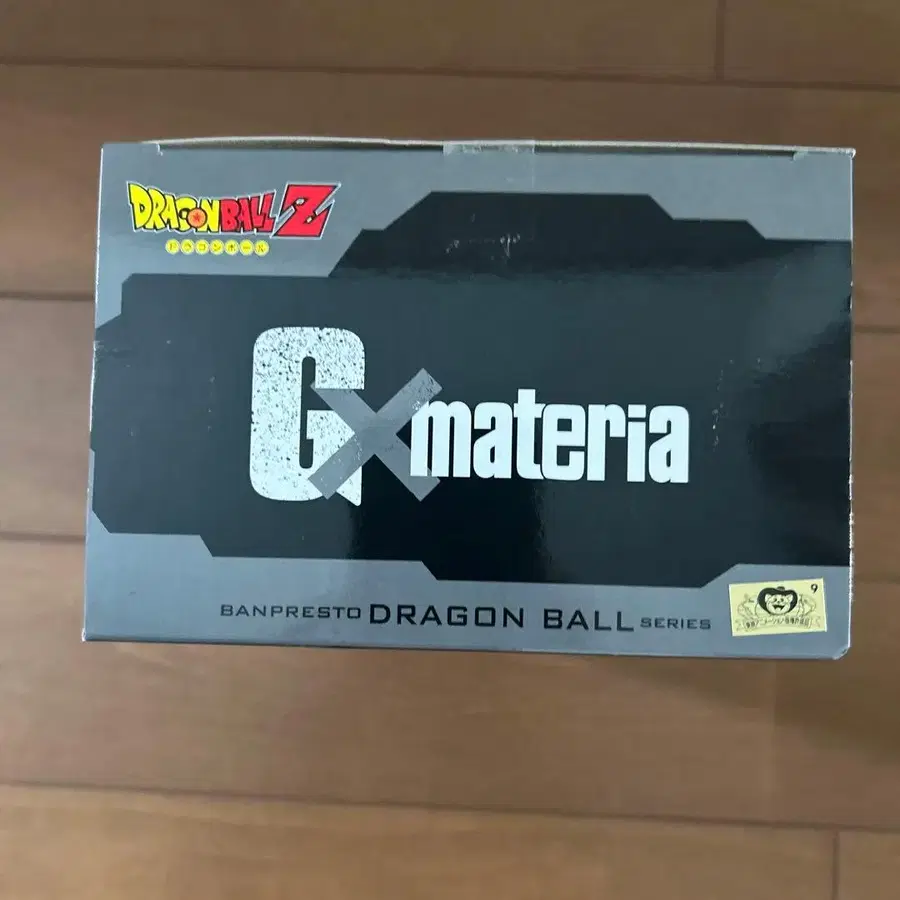 DRAGON BALL Z
ドラゴンボール
G×materia
BANPRESTO DRAGON BALL SERIES
9